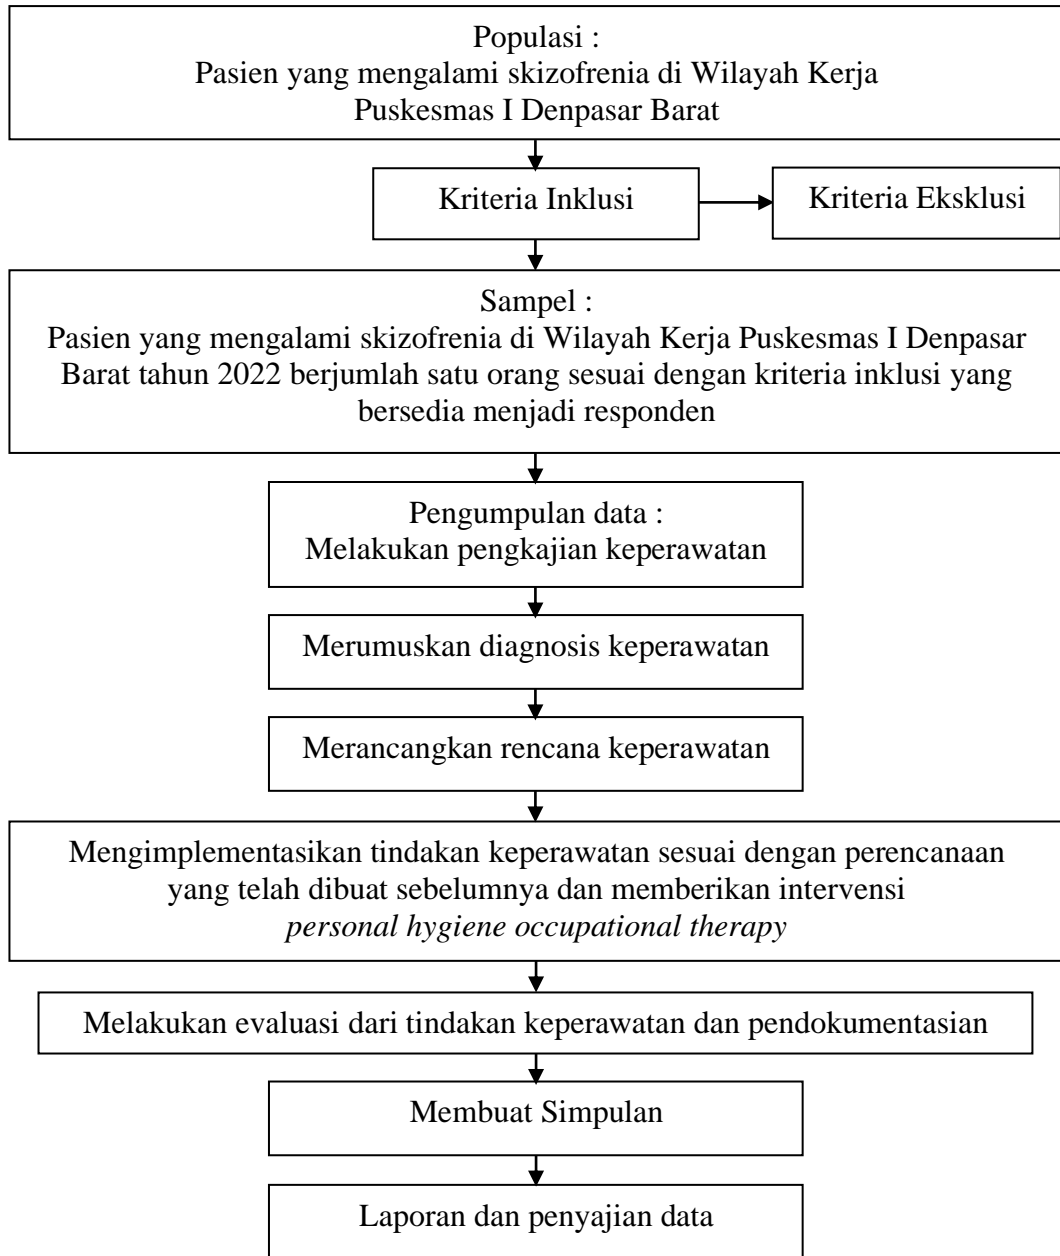 Populasi :
Pasien yang mengalami skizofrenia di Wilayah Kerja
Puskesmas I Denpasar Barat
Kriteria Inklusi
Kriteria Eksklusi
Sampel :
Pasien yang mengalami skizofrenia di Wilayah Kerja Puskesmas I Denpasar
Barat tahun 2022 berjumlah satu orang sesuai dengan kriteria inklusi yang
bersedia menjadi responden
Pengumpulan data :
Melakukan pengkajian keperawatan
Merumuskan diagnosis keperawatan
Merancangkan rencana keperawatan
Mengimplementasikan tindakan keperawatan sesuai dengan perencanaan
yang telah dibuat sebelumnya dan memberikan intervensi
personal hygiene occupational therapy
Melakukan evaluasi dari tindakan keperawatan dan pendokumentasian
Membuat Simpulan
Laporan dan penyajian data